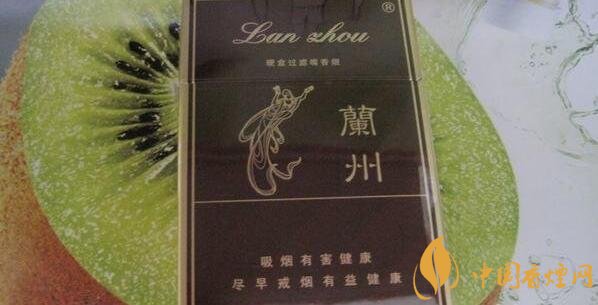 Lan zhou ®
硬盒过滤嘴香烟
蘭
州
吸烟有害健康
尽早戒烟有益健康
中国香烟网